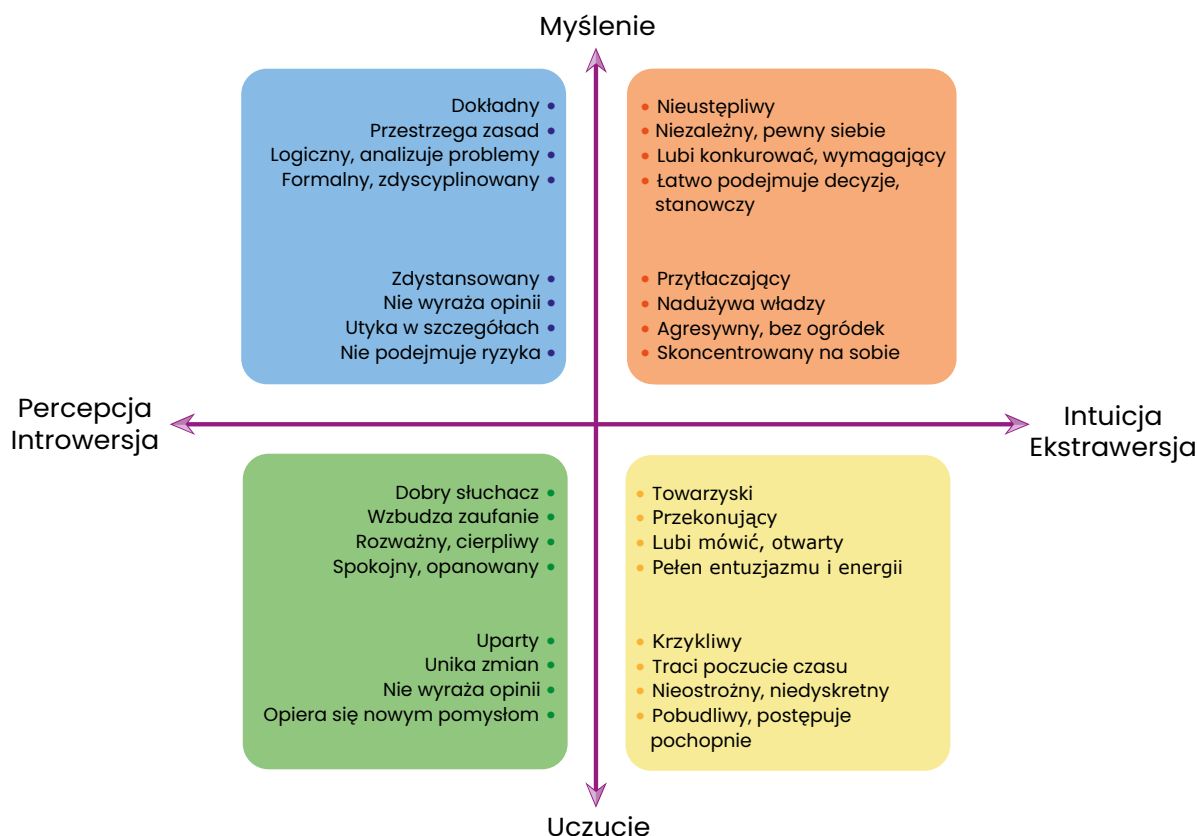 Myślenie
Dokładny
Przestrzega zasad
Logiczny, analizuje problemy
Formalny, zdyscyplinowany
Zdystansowany
Nie wyraża opinii
Utyka w szczegółach
Nie podejmuje ryzyka
Nieustępliwy
Niezależny, pewny siebie
Lubi konkurować, wymagający
Łatwo podejmuje decyzje,
stanowczy
Przytłaczający
Nadużywa władzy
Agresywny, bez ogródek
Skoncentrowany na sobie
Percepcja
Introwersja
Intuicja
Ekstrawersja
Dobry słuchacz
Wzbudza zaufanie
Rozważny, cierpliwy
Spokojny, opanowany
Uparty
Unika zmian
Nie wyraża opinii
Opiera się nowym pomysłom
Towarzyski
Przekonujący
Lubi mówić, otwarty
Pełen entuzjazmu i energii
Krzykliwy
Traci poczucie czasu
Nieostrożny, niedyskretny
Pobudliwy, postępuje
pochopnie
Uczucie